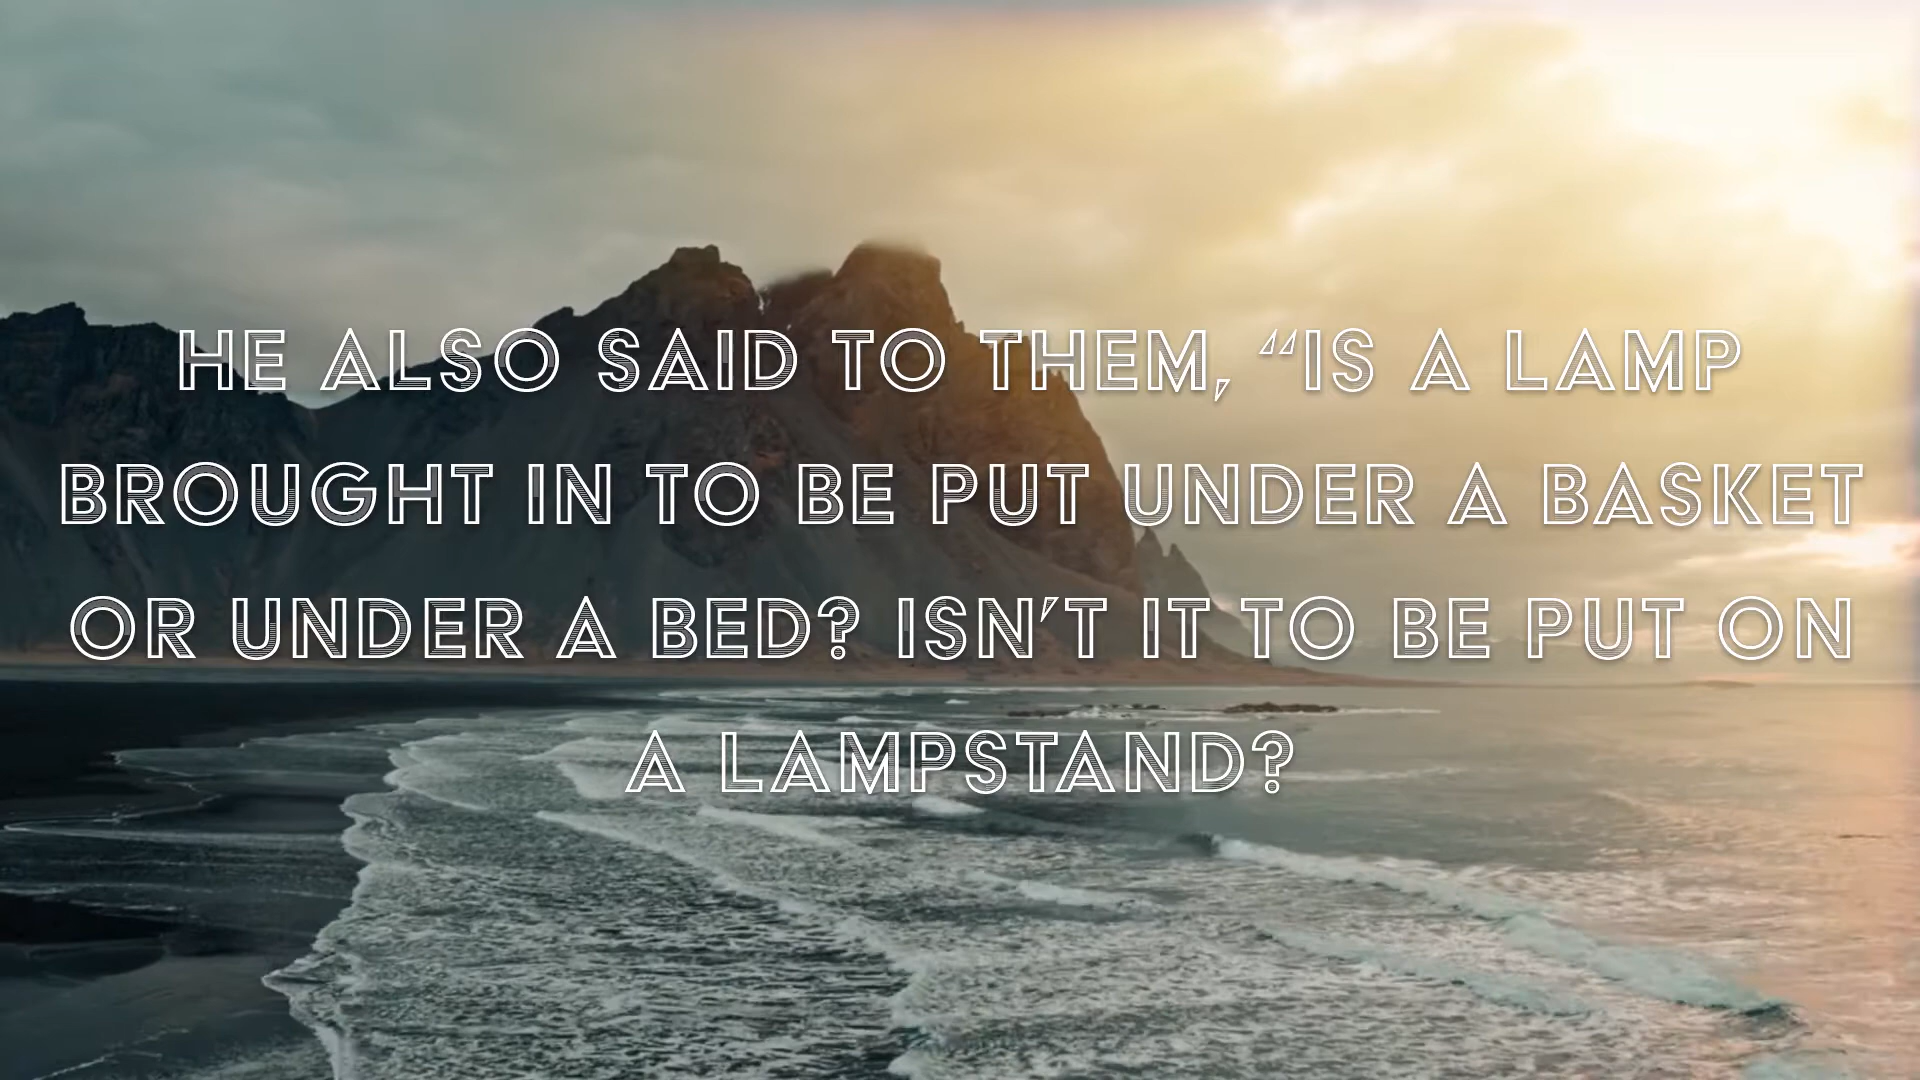 HE ALSO SAID TO THEM, “IS A LAMP
BROUGHT IN TO BE PUT UNDER A BASKET
OR UNDER A BED? ISN’T IT TO BE PUT ON
A LAMPSTAND?